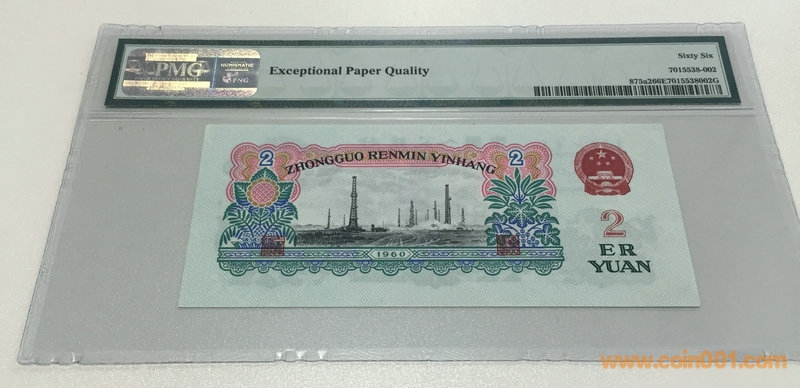 PMG
NUMISMATIC
PNG
Exceptional Paper Quality
Sixty Six
7015538-002
875a266E7015538002G
2 ZHONGGUO RENMIN YINHANG 2
1960
2
ER
YUAN
www.coin001.com